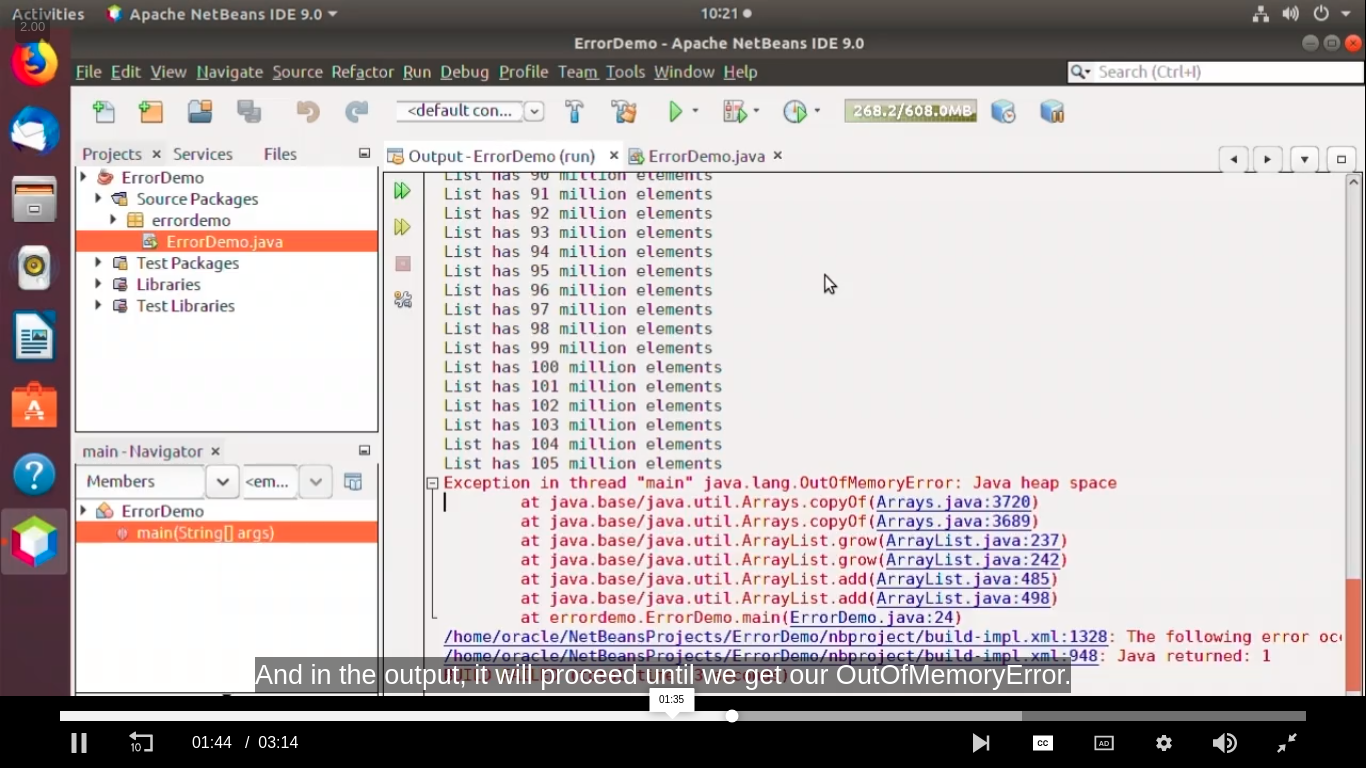 Activities Apache NetBeans IDE 9.0 10:21
2.00
ErrorDemo - Apache NetBeans IDE 9.0
File Edit View Navigate Source Refactor Run Debug Profile Team Tools Window Help Search (Ctrl+I)
<default con... 268.2/608.0MB
Projects × Services Files
Output - ErrorDemo (run) × ErrorDemo.java ×
ErrorDemo
Source Packages
errordemo
ErrorDemo.java
Test Packages
Libraries
Test Libraries
main - Navigator ×
Members <em...
ErrorDemo
main(String[] args)
List has 90 million elements
List has 91 million elements
List has 92 million elements
List has 93 million elements
List has 94 million elements
List has 95 million elements
List has 96 million elements
List has 97 million elements
List has 98 million elements
List has 99 million elements
List has 100 million elements
List has 101 million elements
List has 102 million elements
List has 103 million elements
List has 104 million elements
List has 105 million elements
Exception in thread "main" java.lang.OutOfMemoryError: Java heap space
at java.base/java.util.Arrays.copyOf(Arrays.java:3720)
at java.base/java.util.Arrays.copyOf(Arrays.java:3689)
at java.base/java.util.ArrayList.grow(ArrayList.java:237)
at java.base/java.util.ArrayList.grow(ArrayList.java:242)
at java.base/java.util.ArrayList.add(ArrayList.java:485)
at java.base/java.util.ArrayList.add(ArrayList.java:498)
at errordemo.ErrorDemo.main(ErrorDemo.java:24)
/home/oracle/NetBeansProjects/ErrorDemo/nbproject/build-impl.xml:1328: The following error oc
/home/oracle/NetBeansProjects/ErrorDemo/nbproject/build-impl.xml:948: Java returned: 1
And in the output, it will proceed until we get our OutOfMemoryError.
01:35
10 01:44 / 03:14 CC AD